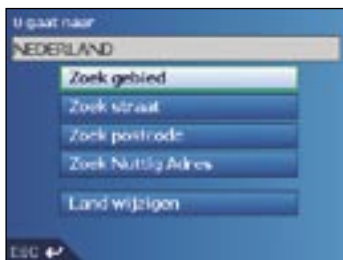 U gaat naar
NEDERLAND
Zoek gebied
Zoek straat
Zoek postcode
Zoek Nuttig Adres
Land wijzigen
ESC